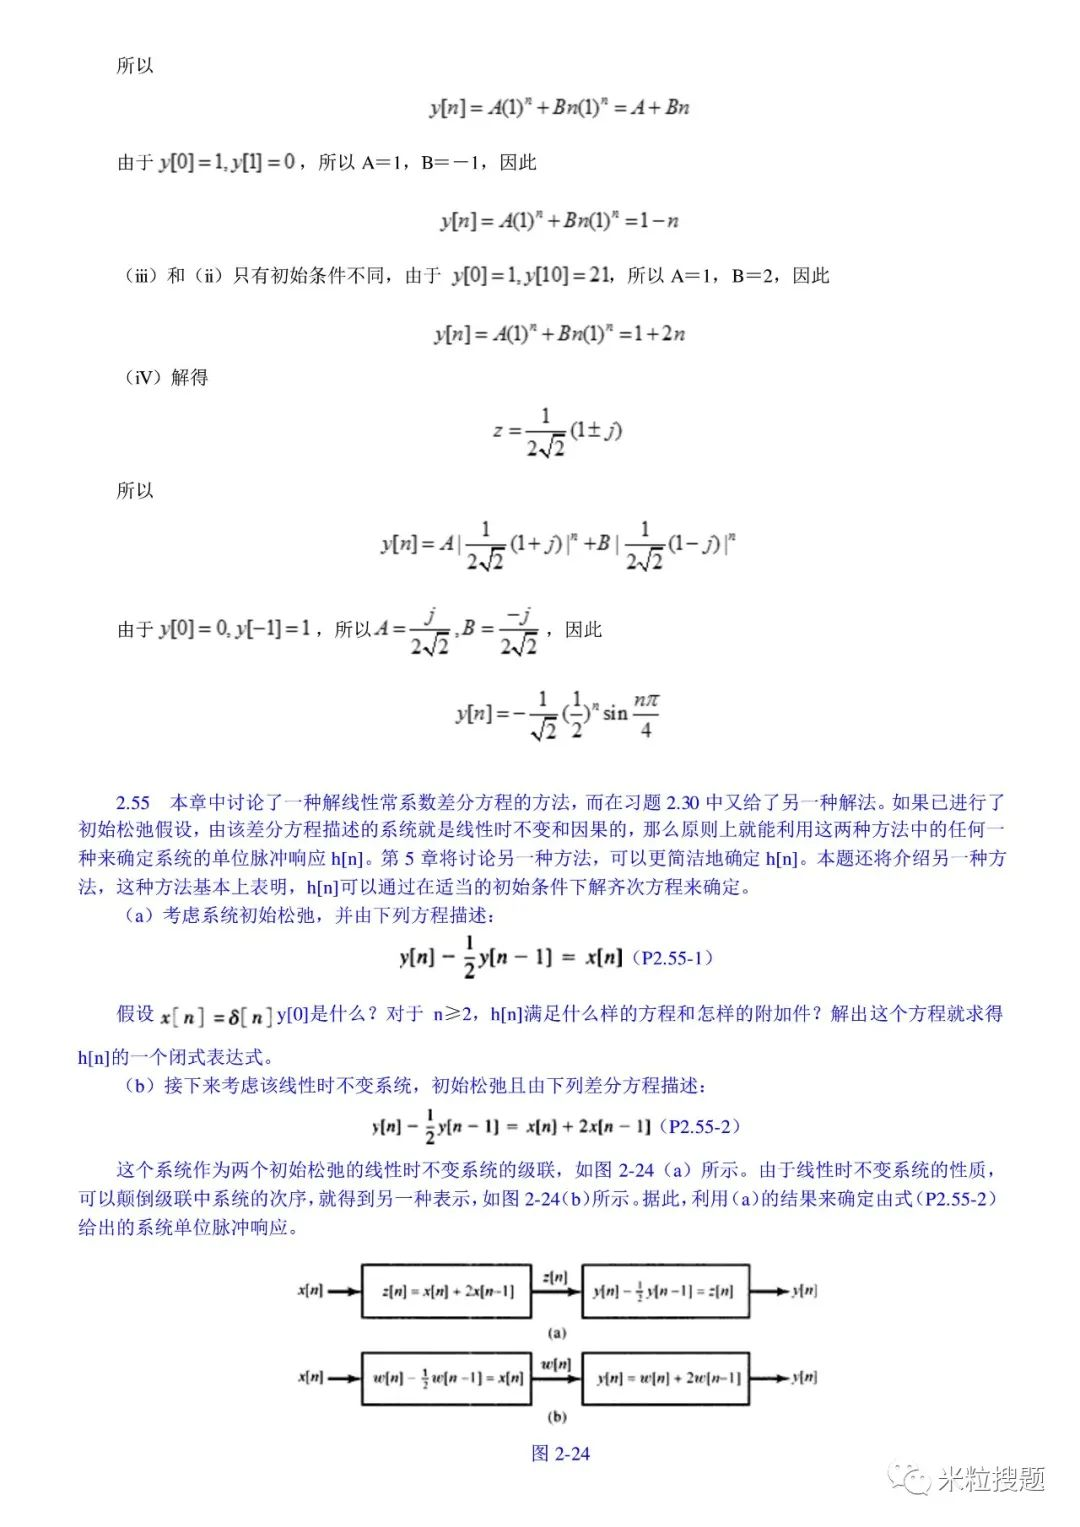 所以
y[n]=A(1)ⁿ+Bn(1)ⁿ=A+Bn
由于 y[0]=1,y[1]=0，所以 A＝1，B＝－1，因此
y[n]=A(1)ⁿ+Bn(1)ⁿ=1−n
（ⅲ）和（ⅱ）只有初始条件不同，由于 y[0]=1,y[10]=21，所以 A＝1，B＝2，因此
y[n]=A(1)ⁿ+Bn(1)ⁿ=1+2n
（iV）解得
z=1/(2√2)(1±j)
所以
y[n]=A|1/(2√2)(1+j)|ⁿ+B|1/(2√2)(1−j)|ⁿ
由于 y[0]=0,y[−1]=1，所以 A=j/(2√2),B=−j/(2√2)，因此
y[n]=−1/√2(1/2)ⁿ sin nπ/4
2.55 本章中讨论了一种解线性常系数差分方程的方法，而在习题 2.30 中又给了另一种解法。如果已进行了
初始松弛假设，由该差分方程描述的系统就是线性时不变和因果的，那么原则上就能利用这两种方法中的任何一
种来确定系统的单位脉冲响应 h[n]。第 5 章将讨论另一种方法，可以更简洁地确定 h[n]。本题还将介绍另一种方
法，这种方法基本上表明，h[n]可以通过在适当的初始条件下解齐次方程来确定。
（a）考虑系统初始松弛，并由下列方程描述：
y[n] − 1/2 y[n − 1] = x[n]（P2.55-1）
假设 x[n]=δ[n] y[0]是什么？对于 n≥2，h[n]满足什么样的方程和怎样的附加件？解出这个方程就求得
h[n]的一个闭式表达式。
（b）接下来考虑该线性时不变系统，初始松弛且由下列差分方程描述：
y[n] − 1/2 y[n − 1] = x[n] + 2x[n − 1]（P2.55-2）
这个系统作为两个初始松弛的线性时不变系统的级联，如图 2-24（a）所示。由于线性时不变系统的性质，
可以颠倒级联中系统的次序，就得到另一种表示，如图 2-24（b）所示。据此，利用（a）的结果来确定由式（P2.55-2）
给出的系统单位脉冲响应。
x[n] z[n] = x[n] + 2x[n−1] z[n] y[n] − 1/2 y[n−1] = z[n] y[n]
(a)
x[n] w[n] − 1/2 w[n−1] = x[n] w[n] y[n] = w[n] + 2w[n−1] y[n]
(b)
图 2-24
米粒搜题